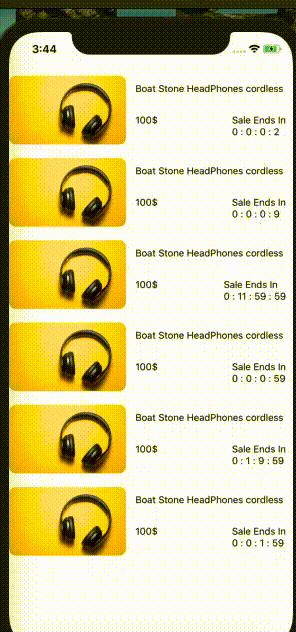 3:44
Boat Stone HeadPhones cordless
100$
Sale Ends In
0 : 0 : 0 : 2
Boat Stone HeadPhones cordless
100$
Sale Ends In
0 : 0 : 0 : 9
Boat Stone HeadPhones cordless
100$
Sale Ends In
0 : 11 : 59 : 59
Boat Stone HeadPhones cordless
100$
Sale Ends In
0 : 0 : 0 : 59
Boat Stone HeadPhones cordless
100$
Sale Ends In
0 : 1 : 9 : 59
Boat Stone HeadPhones cordless
100$
Sale Ends In
0 : 0 : 1 : 59